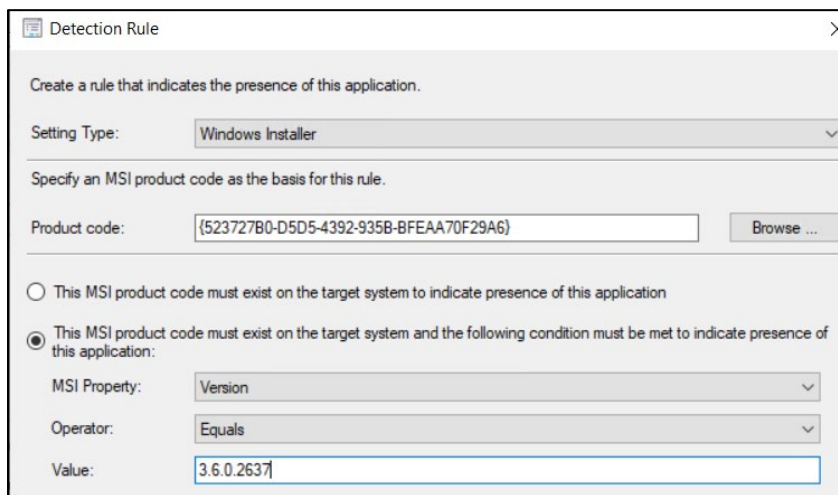 Detection Rule
Create a rule that indicates the presence of this application.
Setting Type: Windows Installer
Specify an MSI product code as the basis for this rule.
Product code: {523727B0-D5D5-4392-935B-BFEAA70F29A6} Browse ...
This MSI product code must exist on the target system to indicate presence of this application
This MSI product code must exist on the target system and the following condition must be met to indicate presence of
this application:
MSI Property: Version
Operator: Equals
Value: 3.6.0.2637